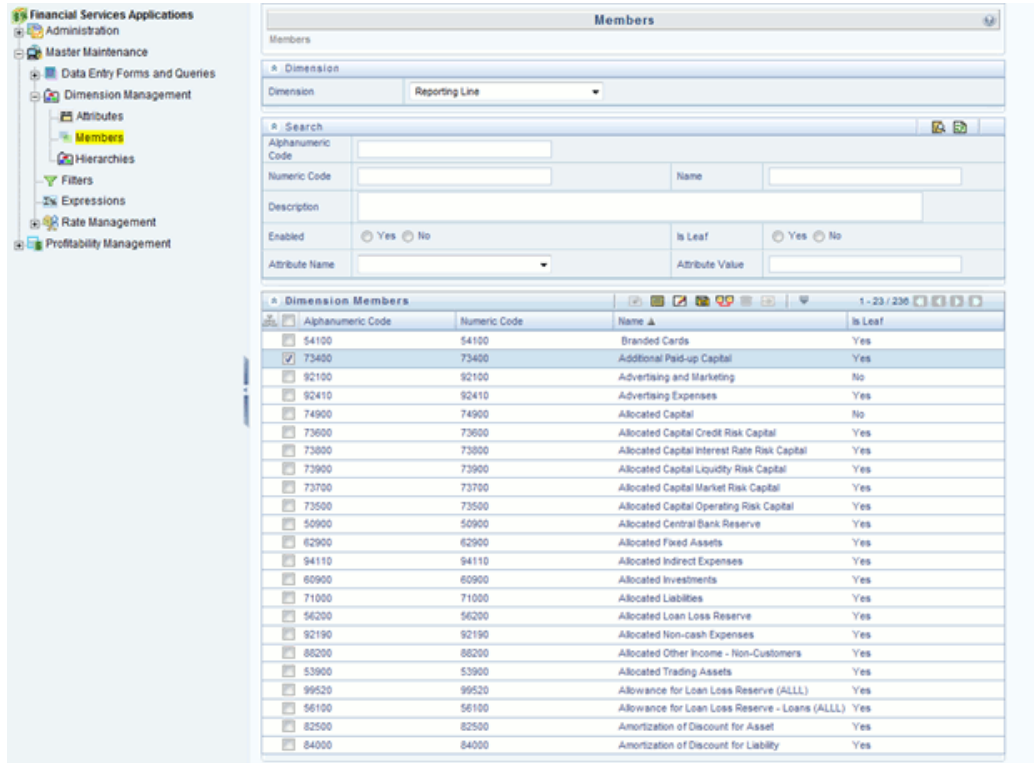 Financial Services Applications
Administration
Master Maintenance
Data Entry Forms and Queries
Dimension Management
Attributes
Members
Hierarchies
Filters
Expressions
Rate Management
Profitability Management
Members
Members
Dimension
Dimension Reporting Line
Search
Alphanumeric
Code
Numeric Code Name
Description
Enabled Yes No Is Leaf Yes No
Attribute Name Attribute Value
Dimension Members 1 - 23 / 236
Alphanumeric Code Numeric Code Name Is Leaf
54100 54100 Branded Cards Yes
73400 73400 Additional Paid-up Capital Yes
92100 92100 Advertising and Marketing No
92410 92410 Advertising Expenses Yes
74900 74900 Allocated Capital No
73600 73600 Allocated Capital Credit Risk Capital Yes
73800 73800 Allocated Capital Interest Rate Risk Capital Yes
73900 73900 Allocated Capital Liquidity Risk Capital Yes
73700 73700 Allocated Capital Market Risk Capital Yes
73500 73500 Allocated Capital Operating Risk Capital Yes
50900 50900 Allocated Central Bank Reserve Yes
62900 62900 Allocated Fixed Assets Yes
94110 94110 Allocated Indirect Expenses Yes
60900 60900 Allocated Investments Yes
71000 71000 Allocated Liabilities Yes
56200 56200 Allocated Loan Loss Reserve Yes
92190 92190 Allocated Non-cash Expenses Yes
88200 88200 Allocated Other Income - Non-Customers Yes
53900 53900 Allocated Trading Assets Yes
99520 99520 Allowance for Loan Loss Reserve (ALLL) Yes
56100 56100 Allowance for Loan Loss Reserve - Loans (ALLL) Yes
82500 82500 Amortization of Discount for Asset Yes
84000 84000 Amortization of Discount for Liability Yes